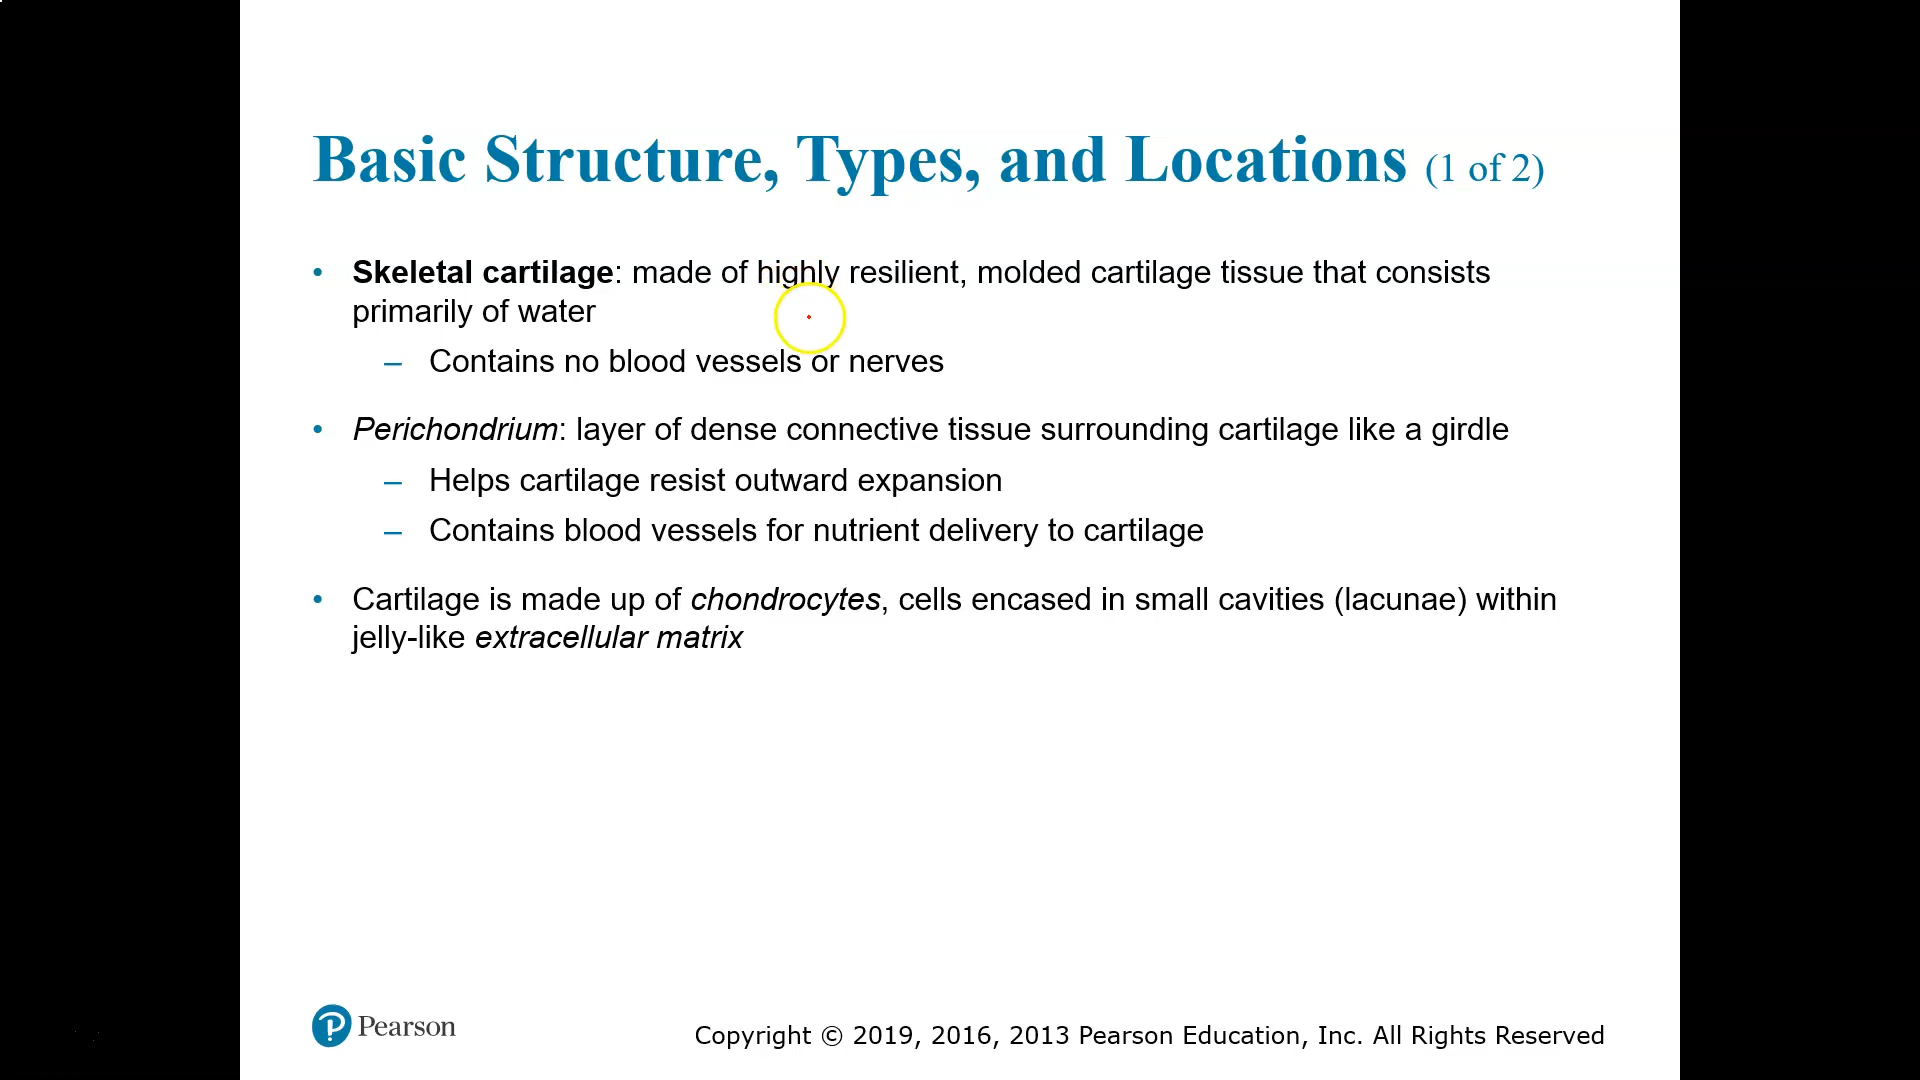 Basic Structure, Types, and Locations (1 of 2)
• Skeletal cartilage: made of highly resilient, molded cartilage tissue that consists
primarily of water
– Contains no blood vessels or nerves
• Perichondrium: layer of dense connective tissue surrounding cartilage like a girdle
– Helps cartilage resist outward expansion
– Contains blood vessels for nutrient delivery to cartilage
• Cartilage is made up of chondrocytes, cells encased in small cavities (lacunae) within
jelly-like extracellular matrix
Pearson
Copyright © 2019, 2016, 2013 Pearson Education, Inc. All Rights Reserved